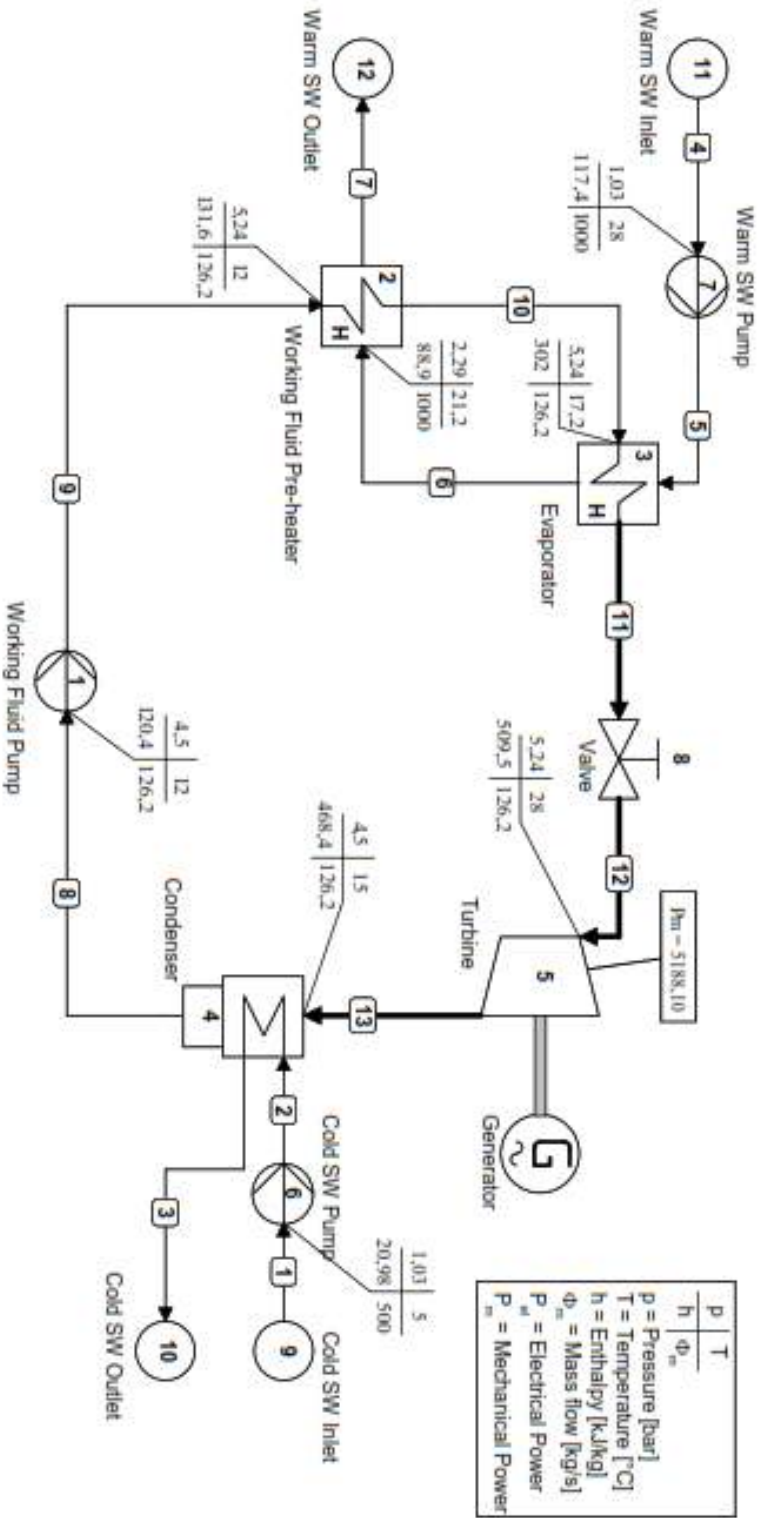 Warm SW Inlet
11
4
1,03 28
117,4 1000
Warm SW Pump
7
5
Warm SW Outlet
12
7
5,24 12
131,6 126,2
2
H
Working Fluid Pre-heater
10
2,29 21,2
88,9 1000
5,24 17,2
302 126,2
6
3
H
Evaporator
11
Valve
8
12
5,24 28
509,5 126,2
Pm = 5188,10
Turbine
5
Generator
G
~
13
4,5 15
468,4 126,2
Condenser
4
2
Cold SW Pump
6
1
1,03 5
20,98 500
Cold SW Inlet
9
3
Cold SW Outlet
10
8
4,5 12
120,4 126,2
Working Fluid Pump
1
9
p T
h Φm
p = Pressure [bar]
T = Temperature [°C]
h = Enthalpy [kJ/kg]
Φm = Mass flow [kg/s]
Pel = Electrical Power
Pm = Mechanical Power